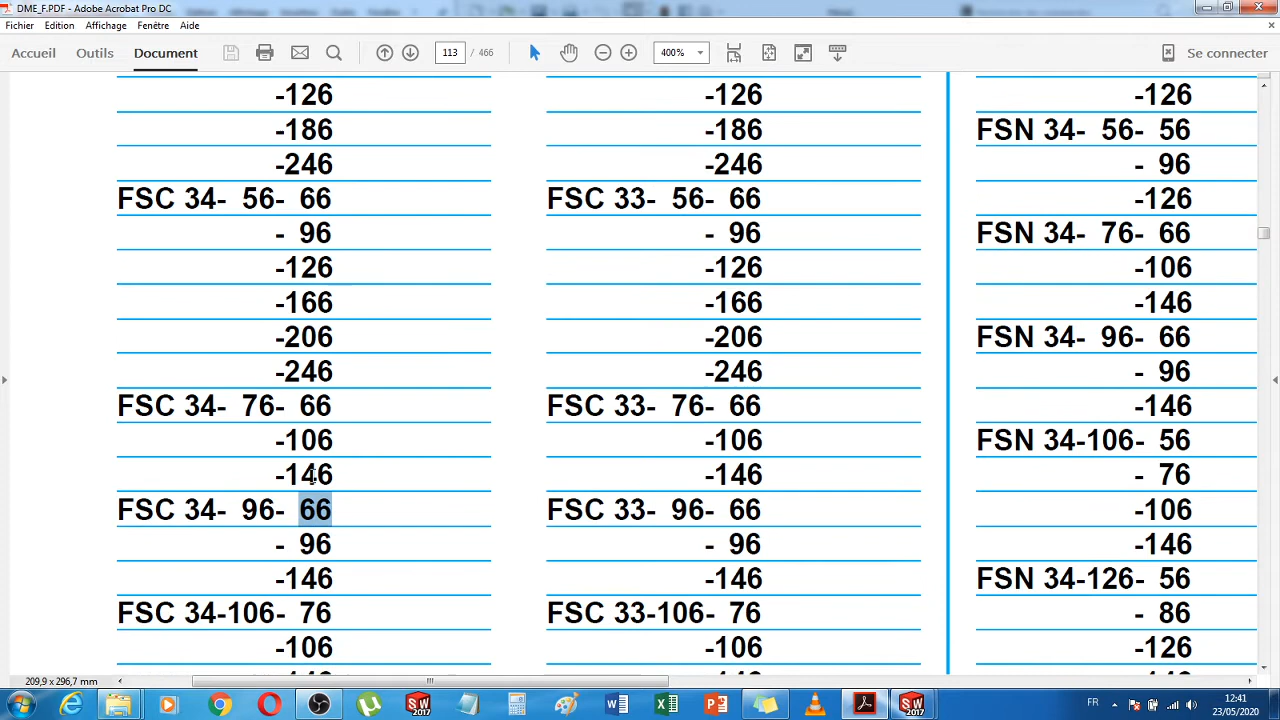 DME_F.PDF - Adobe Acrobat Pro DC
Fichier Edition Affichage Fenêtre Aide
Accueil Outils Document 113 / 466 400% Se connecter
-126 -126 -126
-186 -186 FSN 34- 56- 56
-246 -246 - 96
FSC 34- 56- 66 FSC 33- 56- 66 -126
- 96 - 96 FSN 34- 76- 66
-126 -126 -106
-166 -166 -146
-206 -206 FSN 34- 96- 66
-246 -246 - 96
FSC 34- 76- 66 FSC 33- 76- 66 -146
-106 -106 FSN 34-106- 56
-146 -146 - 76
FSC 34- 96- 66 FSC 33- 96- 66 -106
- 96 - 96 -146
-146 -146 FSN 34-126- 56
FSC 34-106- 76 FSC 33-106- 76 - 86
-106 -106 -126
209,9 x 296,7 mm
SW 2017 SW 2017 FR 12:41
23/05/2020